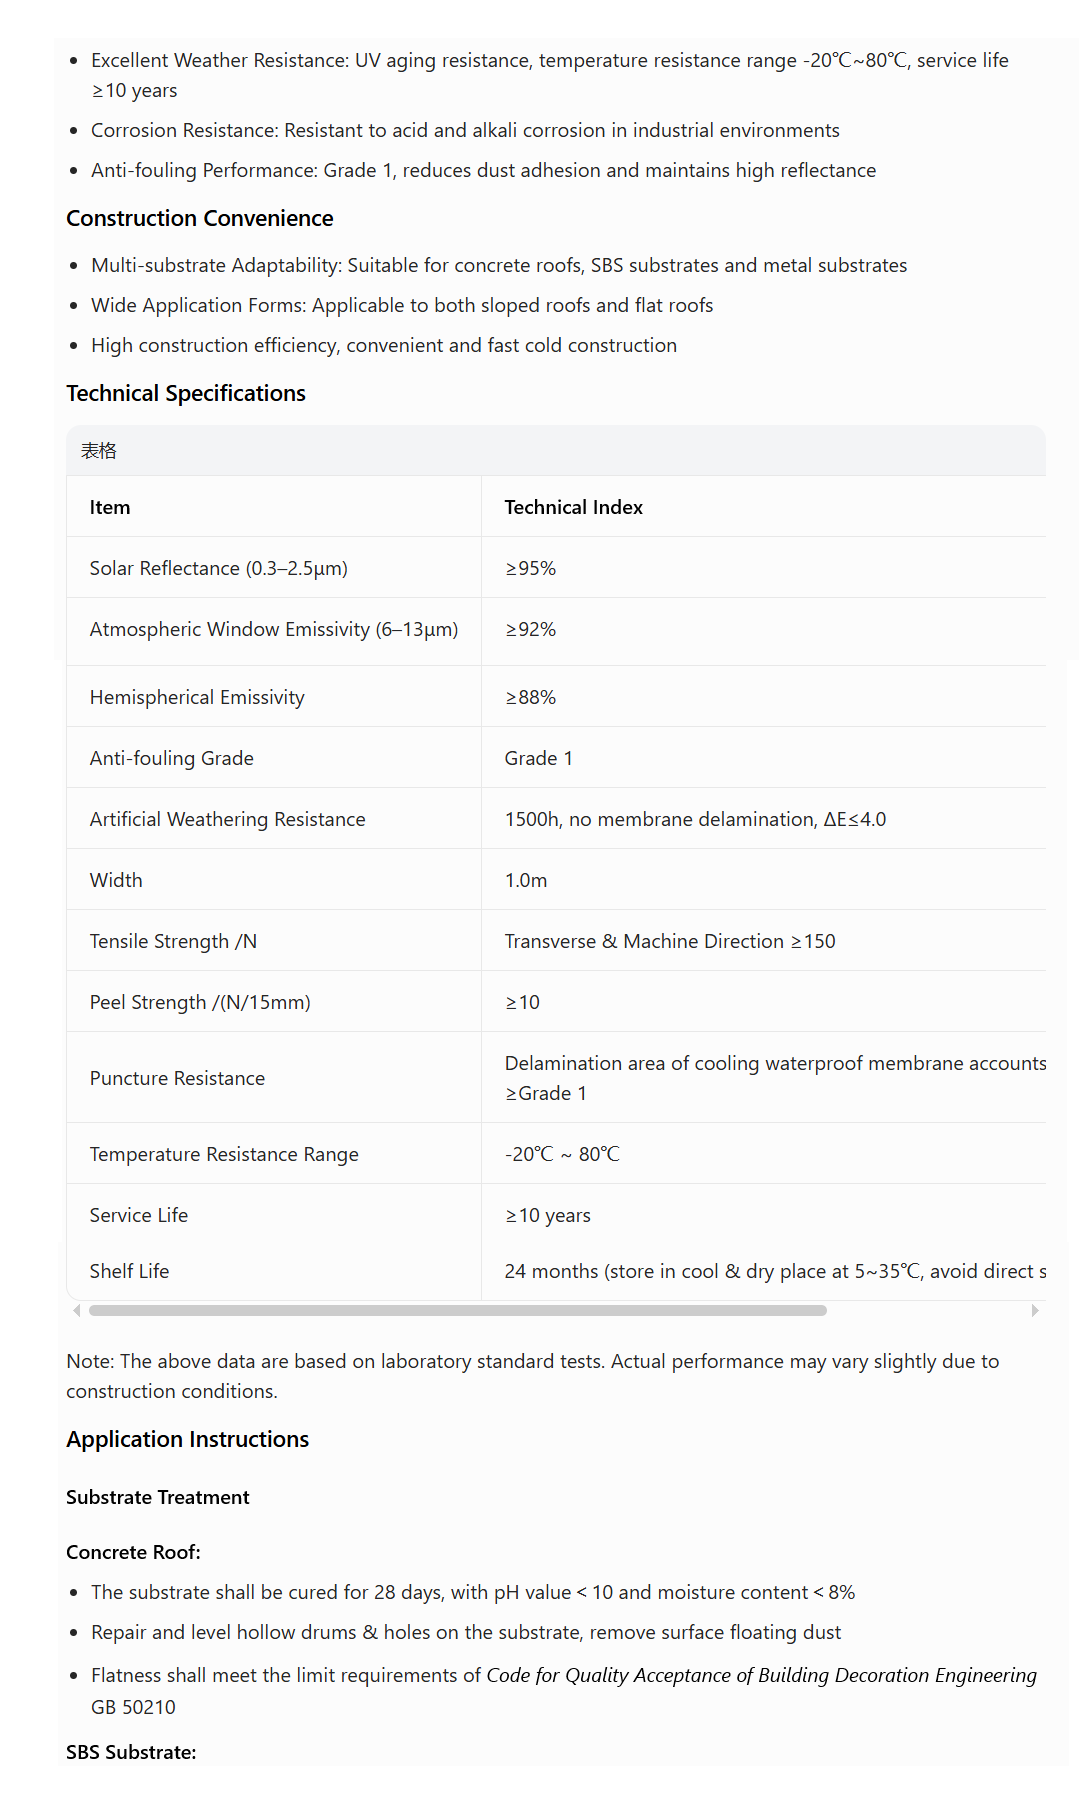 • Excellent Weather Resistance: UV aging resistance, temperature resistance range -20℃~80℃, service life
≥10 years
• Corrosion Resistance: Resistant to acid and alkali corrosion in industrial environments
• Anti-fouling Performance: Grade 1, reduces dust adhesion and maintains high reflectance
Construction Convenience
• Multi-substrate Adaptability: Suitable for concrete roofs, SBS substrates and metal substrates
• Wide Application Forms: Applicable to both sloped roofs and flat roofs
• High construction efficiency, convenient and fast cold construction
Technical Specifications
表格
Item Technical Index
Solar Reflectance (0.3–2.5μm) ≥95%
Atmospheric Window Emissivity (6–13μm) ≥92%
Hemispherical Emissivity ≥88%
Anti-fouling Grade Grade 1
Artificial Weathering Resistance 1500h, no membrane delamination, ΔE≤4.0
Width 1.0m
Tensile Strength /N Transverse & Machine Direction ≥150
Peel Strength /(N/15mm) ≥10
Puncture Resistance Delamination area of cooling waterproof membrane accounts
≥Grade 1
Temperature Resistance Range -20℃ ~ 80℃
Service Life ≥10 years
Shelf Life 24 months (store in cool & dry place at 5~35℃, avoid direct s
Note: The above data are based on laboratory standard tests. Actual performance may vary slightly due to
construction conditions.
Application Instructions
Substrate Treatment
Concrete Roof:
• The substrate shall be cured for 28 days, with pH value < 10 and moisture content < 8%
• Repair and level hollow drums & holes on the substrate, remove surface floating dust
• Flatness shall meet the limit requirements of Code for Quality Acceptance of Building Decoration Engineering
GB 50210
SBS Substrate: